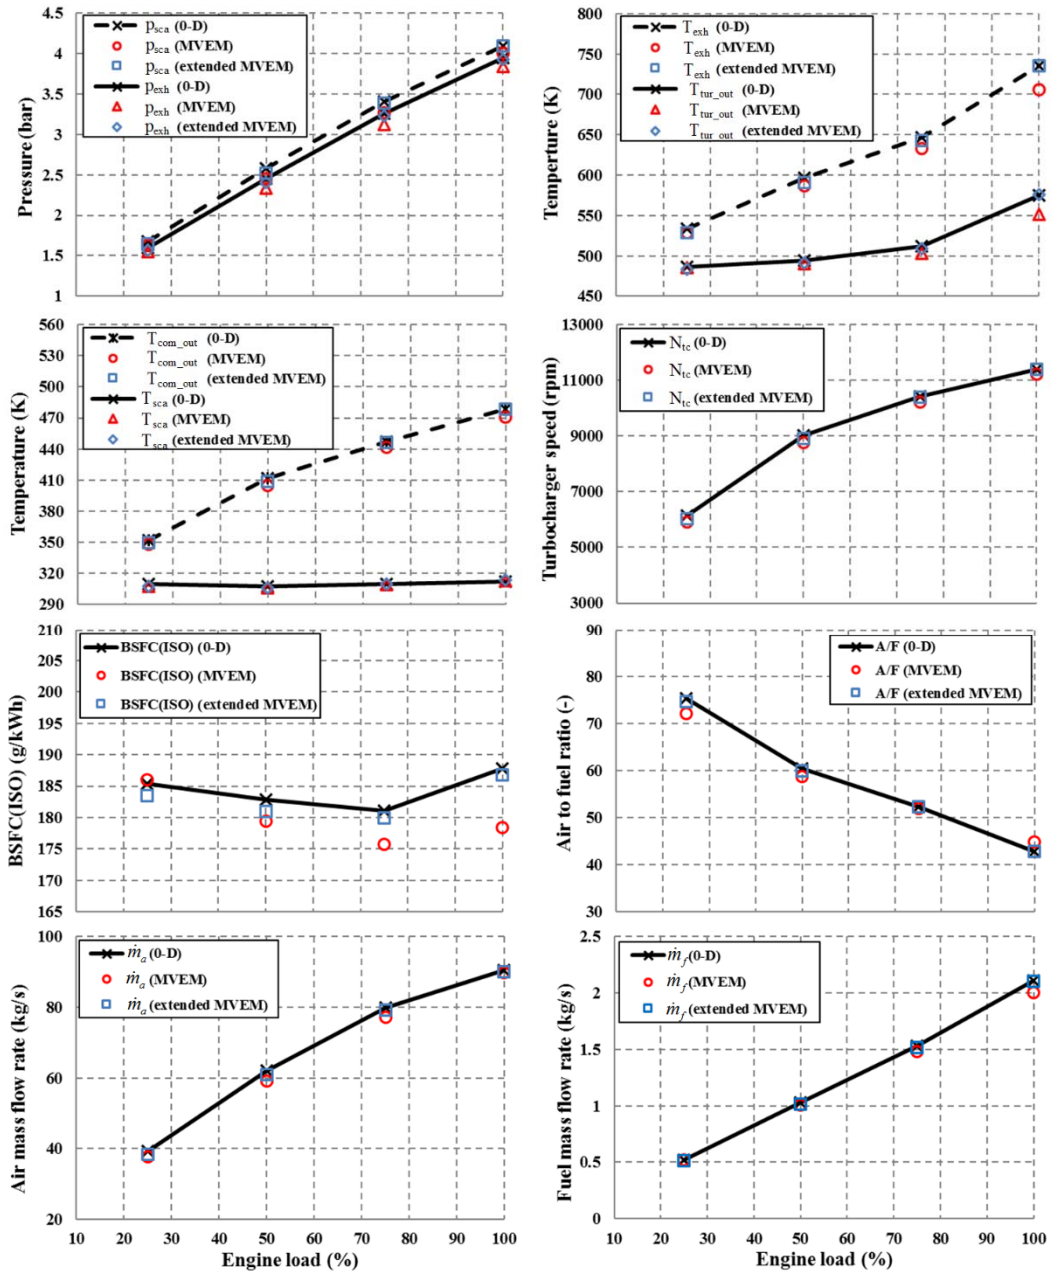 p_sca (0-D)
p_sca (MVEM)
p_sca (extended MVEM)
p_exh (0-D)
p_exh (MVEM)
p_exh (extended MVEM)
Pressure (bar)
4.5
4
3.5
3
2.5
2
1.5
1
T_exh (0-D)
T_exh (MVEM)
T_exh (extended MVEM)
T_tur_out (0-D)
T_tur_out (MVEM)
T_tur_out (extended MVEM)
Temperture (K)
800
750
700
650
600
550
500
450
T_com_out (0-D)
T_com_out (MVEM)
T_com_out (extended MVEM)
T_sca (0-D)
T_sca (MVEM)
T_sca (extended MVEM)
Temperature (K)
560
530
500
470
440
410
380
350
310
290
N_tc (0-D)
N_tc (MVEM)
N_tc (extended MVEM)
Turbocharger speed (rpm)
13000
11000
9000
7000
5000
3000
BSFC(ISO) (0-D)
BSFC(ISO) (MVEM)
BSFC(ISO) (extended MVEM)
BSFC(ISO) (g/kWh)
210
205
200
195
190
185
180
175
170
165
A/F (0-D)
A/F (MVEM)
A/F (extended MVEM)
Air to fuel ratio (-)
90
80
70
60
50
40
30
ṁ_a (0-D)
ṁ_a (MVEM)
ṁ_a (extended MVEM)
Air mass flow rate (kg/s)
100
80
60
40
20
10 20 30 40 50 60 70 80 90 100
Engine load (%)
ṁ_f (0-D)
ṁ_f (MVEM)
ṁ_f (extended MVEM)
Fuel mass flow rate (kg/s)
2.5
2
1.5
1
0.5
0
10 20 30 40 50 60 70 80 90 100
Engine load (%)